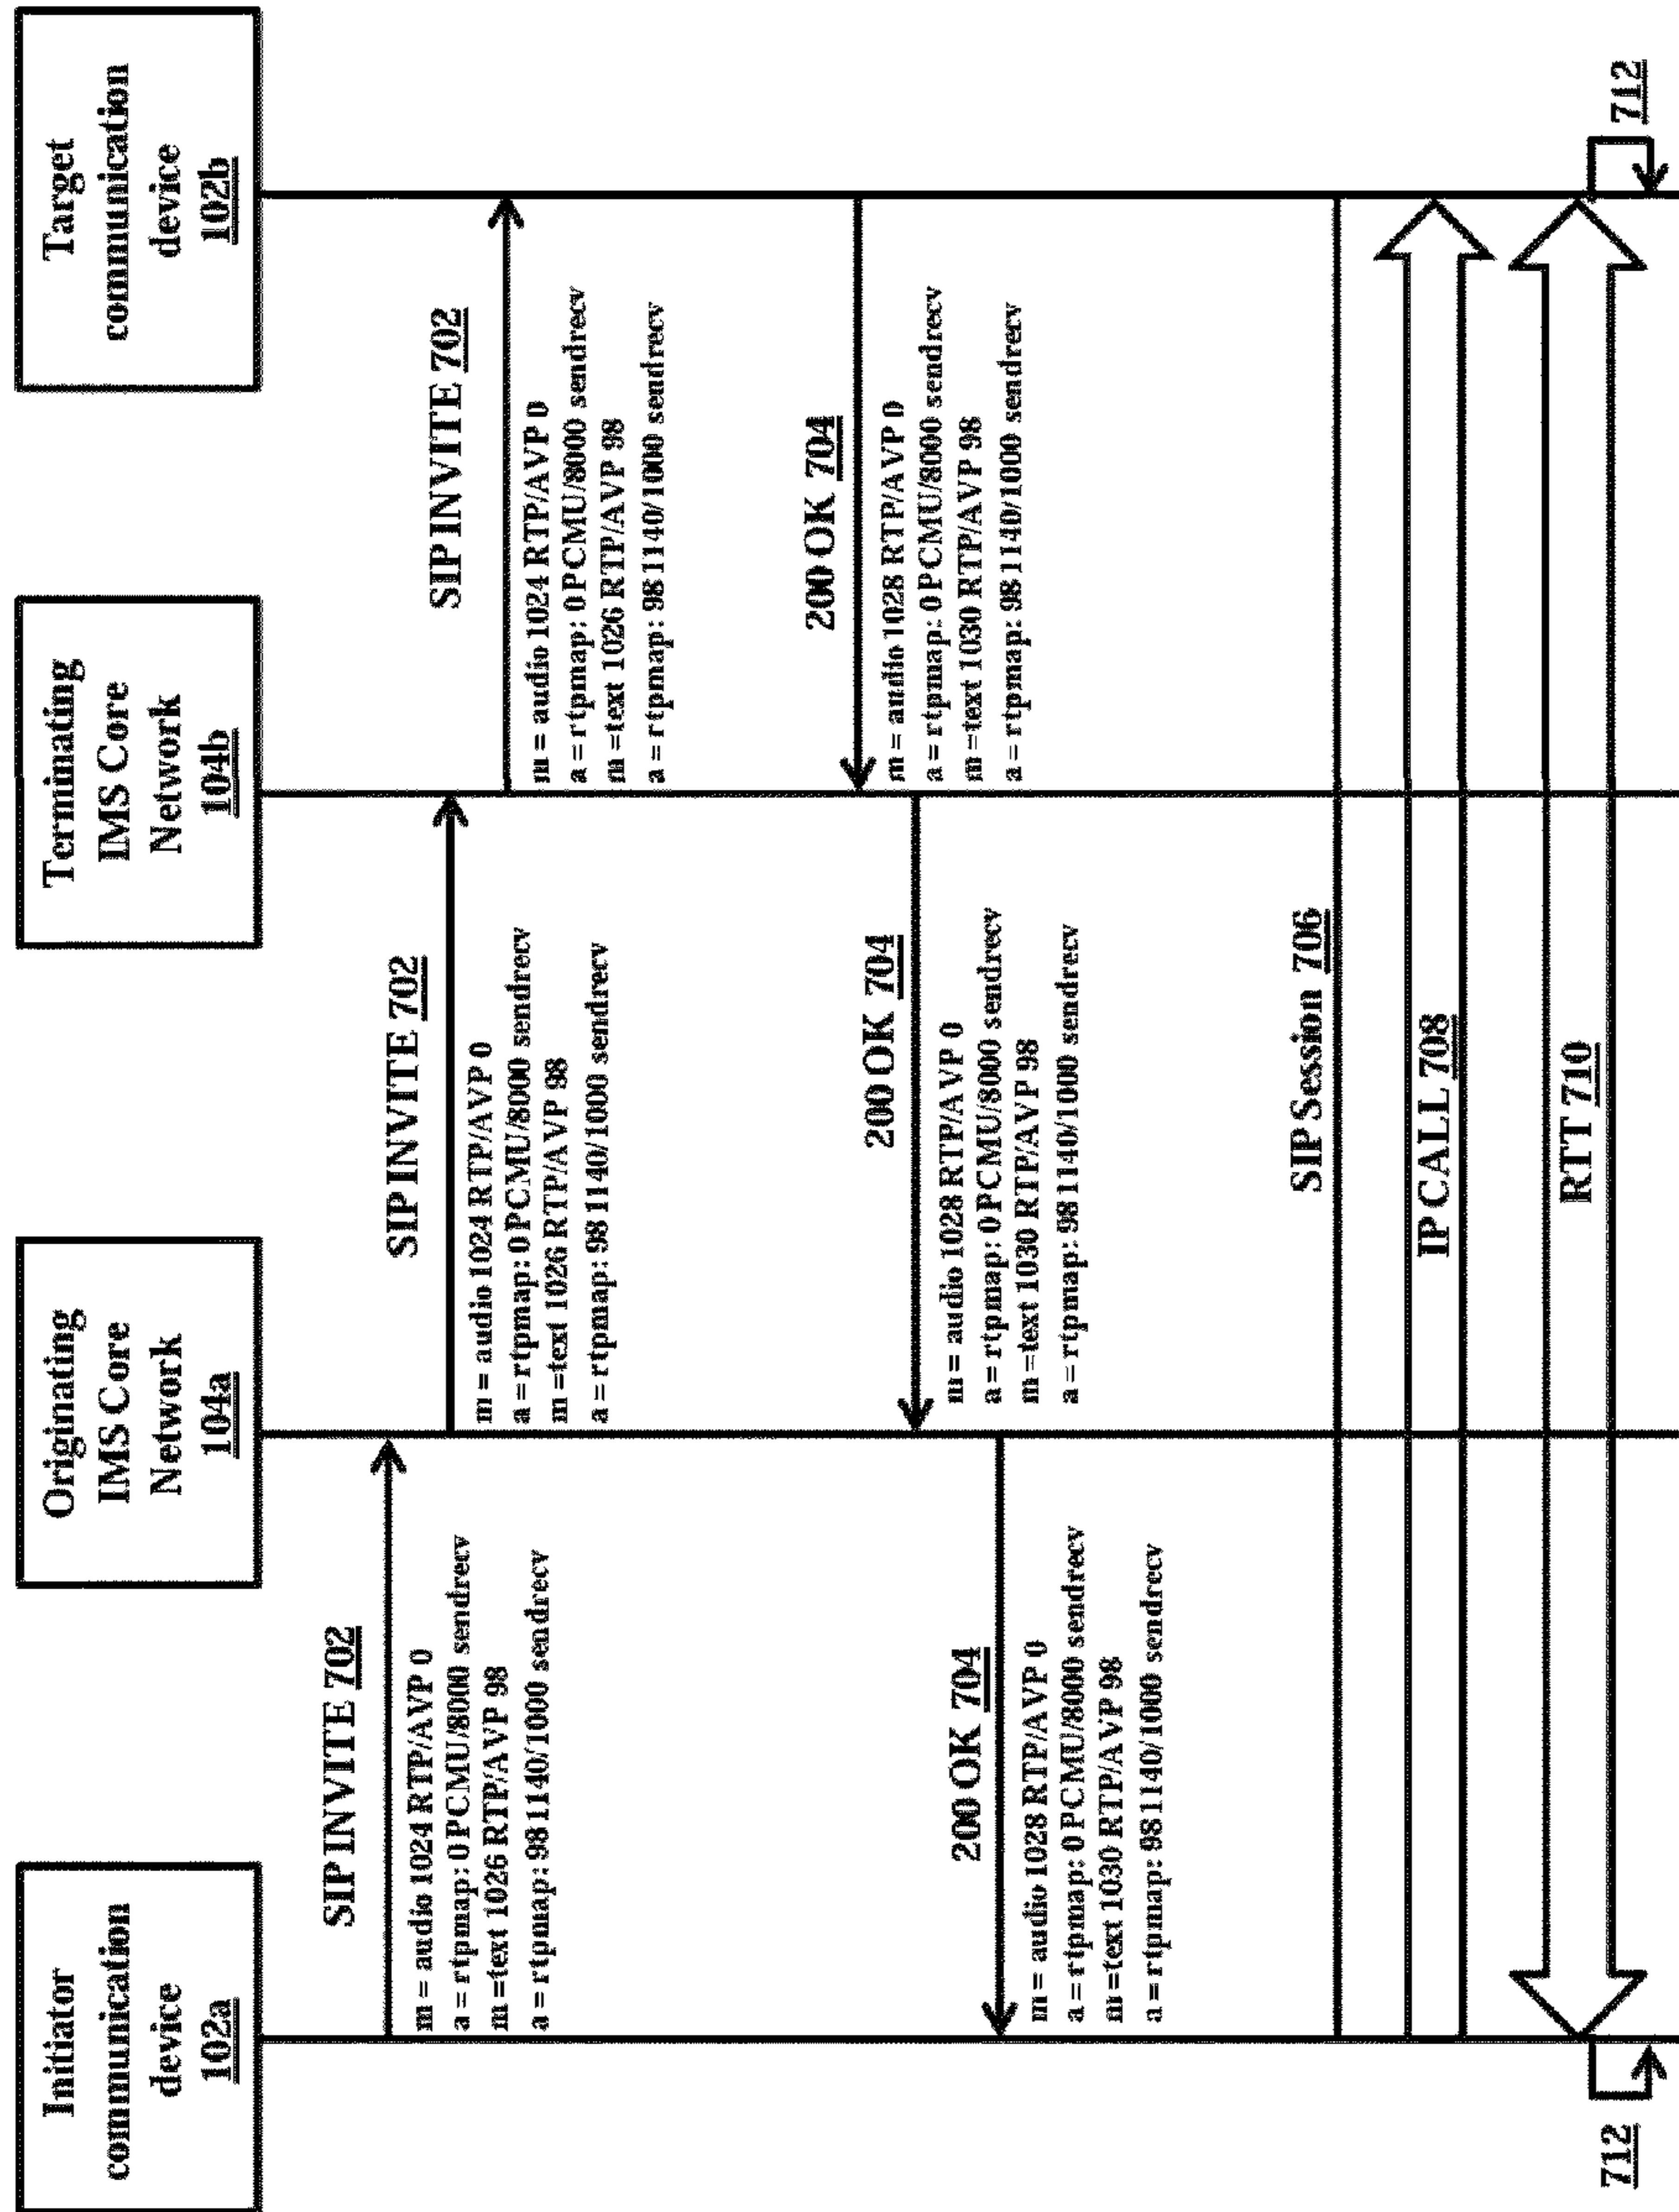 Initiator
communication
device
102a
Originating
IMS Core
Network
104a
Terminating
IMS Core
Network
104b
Target
communication
device
102b
SIP INVITE 702
m = audio 1024 RTP/AVP 0
a = rtpmap: 0 PCMU/8000 sendrecv
m =text 1026 RTP/AVP 98
a = rtpmap: 98 1140/1000 sendrecv
SIP INVITE 702
m = audio 1024 RTP/AVP 0
a = rtpmap: 0 PCMU/8000 sendrecv
m =text 1026 RTP/AVP 98
a = rtpmap: 98 1140/1000 sendrecv
SIP INVITE 702
m = audio 1024 RTP/AVP 0
a = rtpmap: 0 PCMU/8000 sendrecv
m =text 1026 RTP/AVP 98
a = rtpmap: 98 1140/1000 sendrecv
200 OK 704
m = audio 1028 RTP/AVP 0
a = rtpmap: 0 PCMU/8000 sendrecv
m =text 1030 RTP/AVP 98
a = rtpmap: 98 1140/1000 sendrecv
200 OK 704
m = audio 1028 RTP/AVP 0
a = rtpmap: 0 PCMU/8000 sendrecv
m =text 1030 RTP/AVP 98
a = rtpmap: 98 1140/1000 sendrecv
200 OK 704
m = audio 1028 RTP/AVP 0
a = rtpmap: 0 PCMU/8000 sendrecv
m =text 1030 RTP/AVP 98
a = rtpmap: 98 1140/1000 sendrecv
SIP Session 706
IP CALL 708
RTT 710
712
712